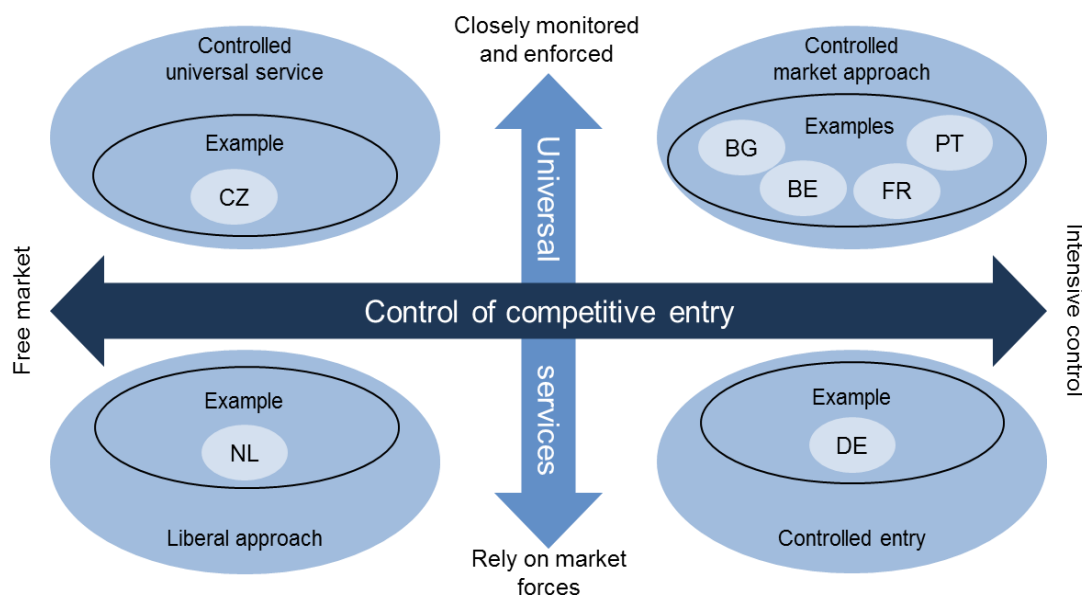 Closely monitored
and enforced
Controlled
universal service
Example
CZ
Controlled
market approach
Examples
BG
BE
FR
PT
Universal
services
Free market
Control of competitive entry
Intensive control
Example
NL
Liberal approach
Example
DE
Controlled entry
Rely on market
forces